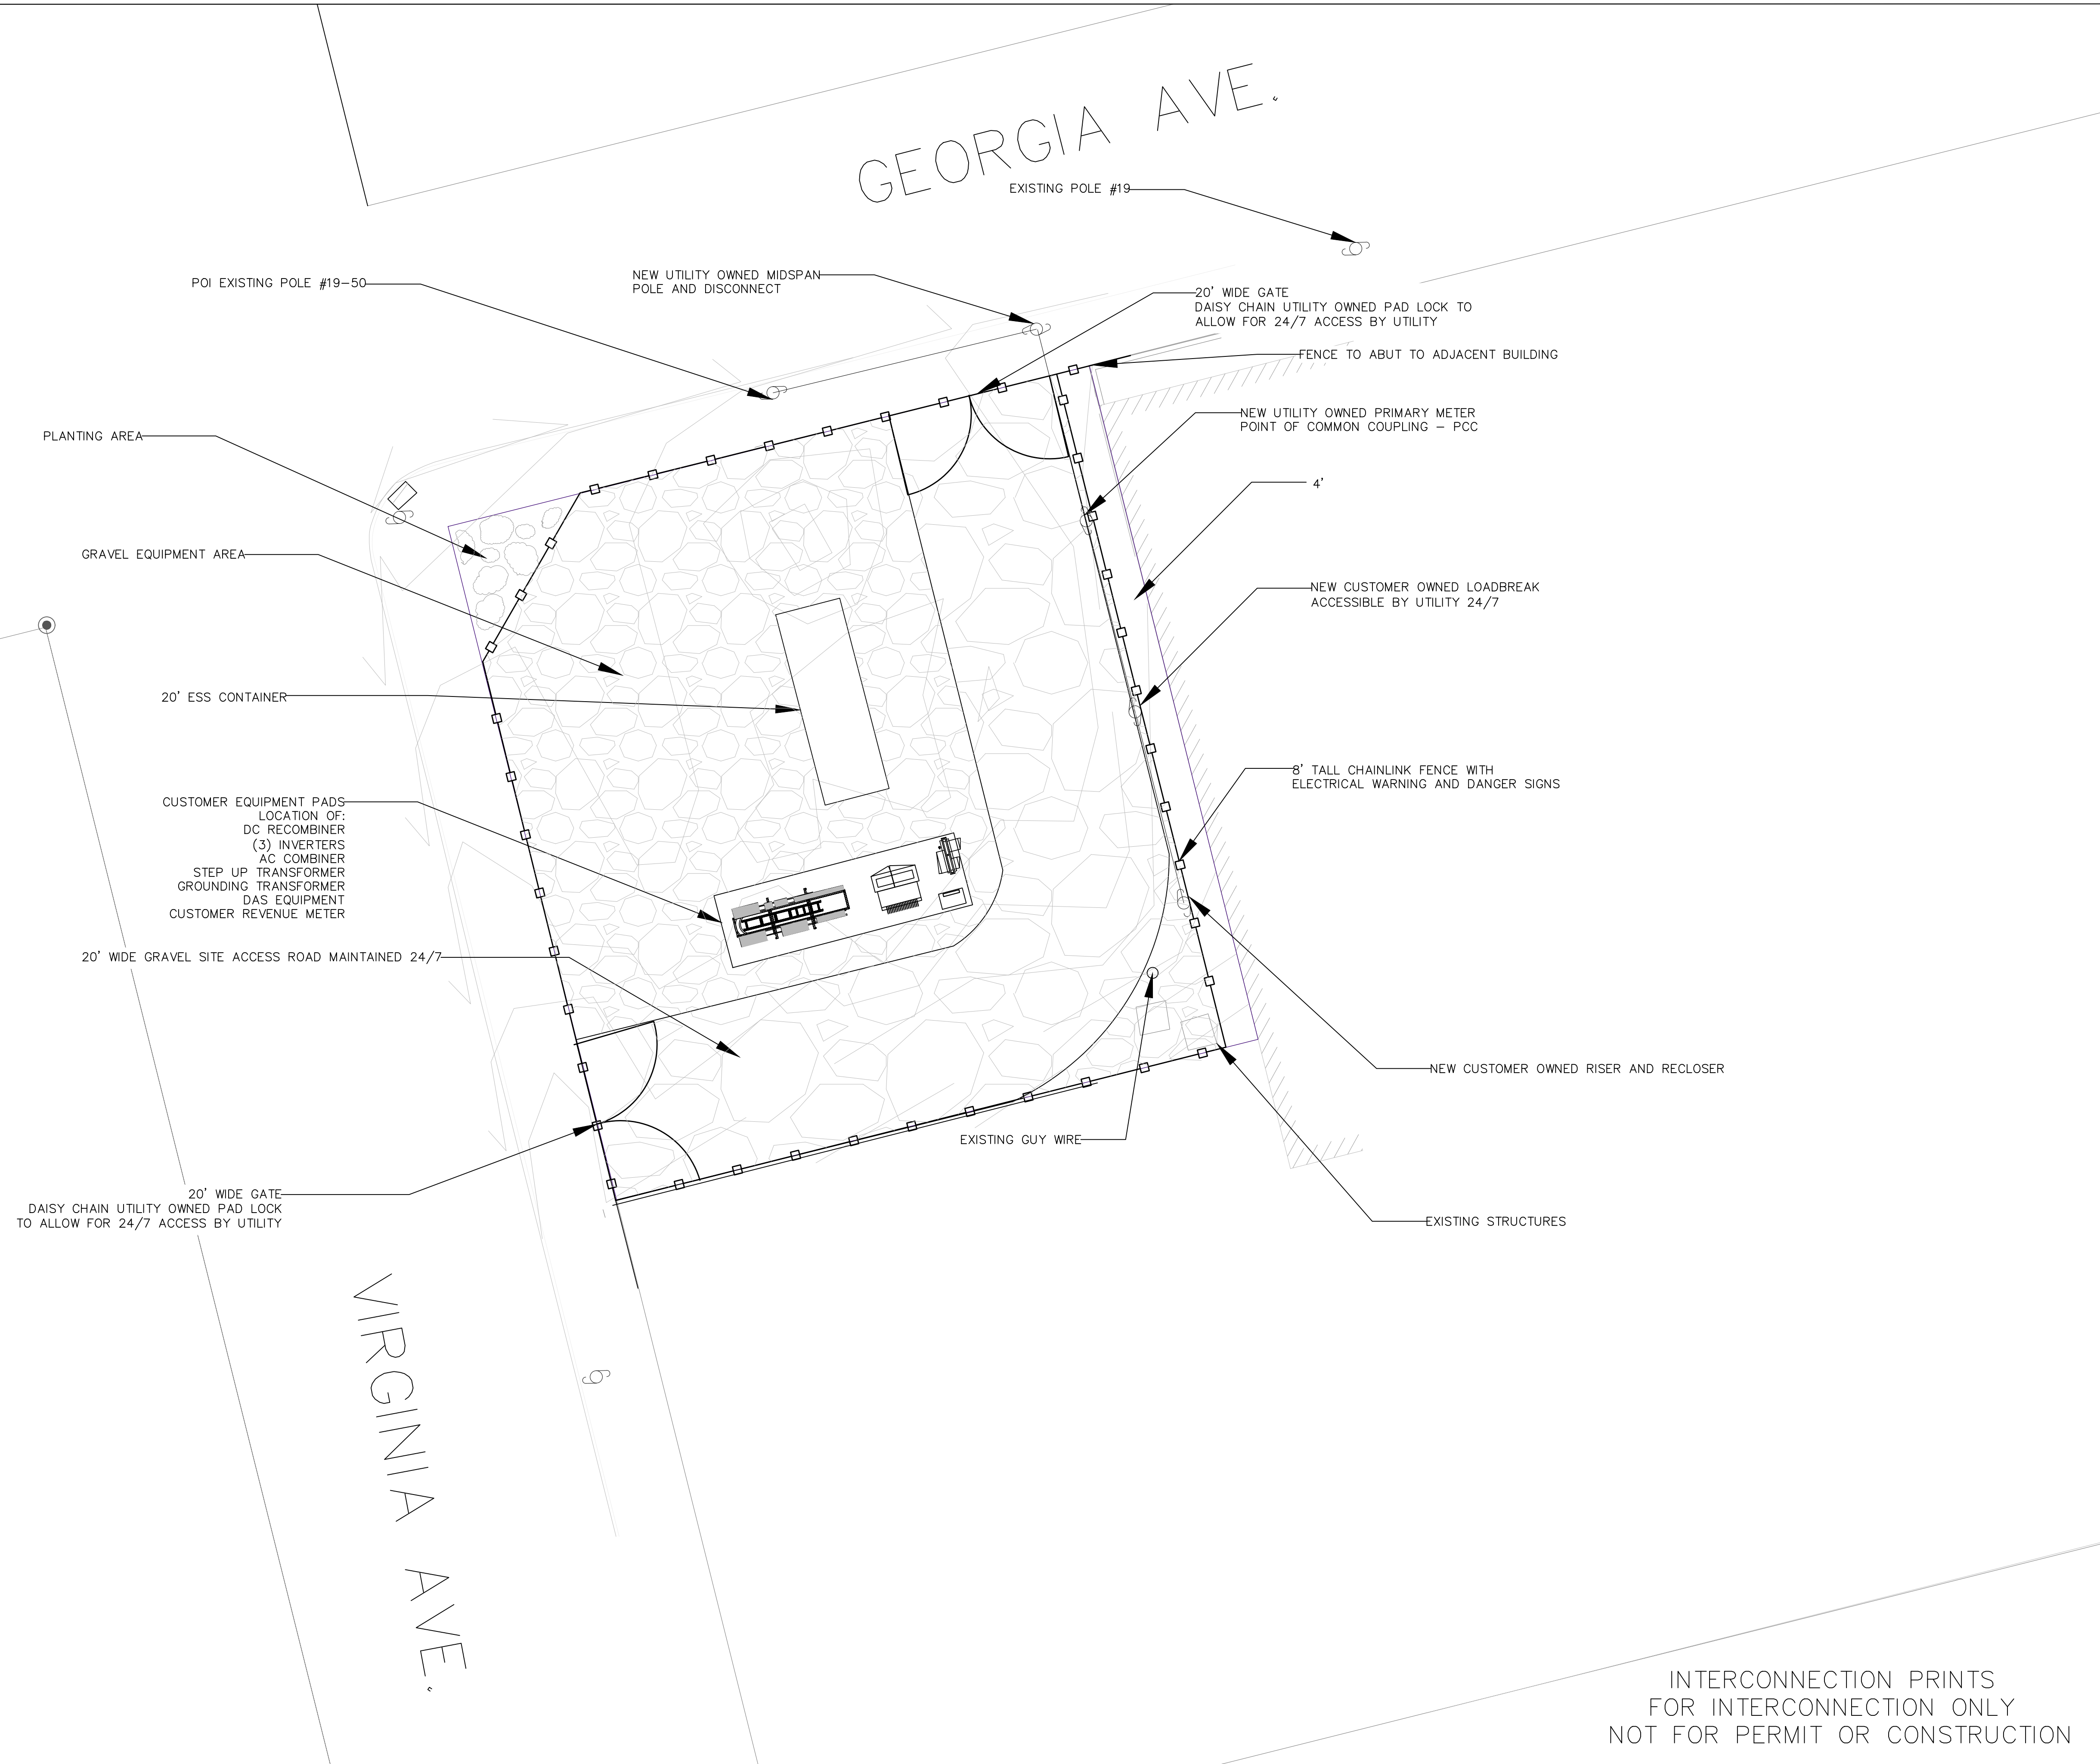 GEORGIA AVE.
EXISTING POLE #19
POI EXISTING POLE #19-50
NEW UTILITY OWNED MIDSPAN
POLE AND DISCONNECT
20' WIDE GATE
DAISY CHAIN UTILITY OWNED PAD LOCK TO
ALLOW FOR 24/7 ACCESS BY UTILITY
FENCE TO ABUT TO ADJACENT BUILDING
NEW UTILITY OWNED PRIMARY METER
POINT OF COMMON COUPLING - PCC
PLANTING AREA
4'
GRAVEL EQUIPMENT AREA
NEW CUSTOMER OWNED LOADBREAK
ACCESSIBLE BY UTILITY 24/7
20' ESS CONTAINER
8' TALL CHAINLINK FENCE WITH
ELECTRICAL WARNING AND DANGER SIGNS
CUSTOMER EQUIPMENT PADS
LOCATION OF:
DC RECOMBINER
(3) INVERTERS
AC COMBINER
STEP UP TRANSFORMER
GROUNDING TRANSFORMER
DAS EQUIPMENT
CUSTOMER REVENUE METER
20' WIDE GRAVEL SITE ACCESS ROAD MAINTAINED 24/7
NEW CUSTOMER OWNED RISER AND RECLOSER
EXISTING GUY WIRE
20' WIDE GATE
DAISY CHAIN UTILITY OWNED PAD LOCK
TO ALLOW FOR 24/7 ACCESS BY UTILITY
EXISTING STRUCTURES
VIRGINIA AVE.
INTERCONNECTION PRINTS
FOR INTERCONNECTION ONLY
NOT FOR PERMIT OR CONSTRUCTION